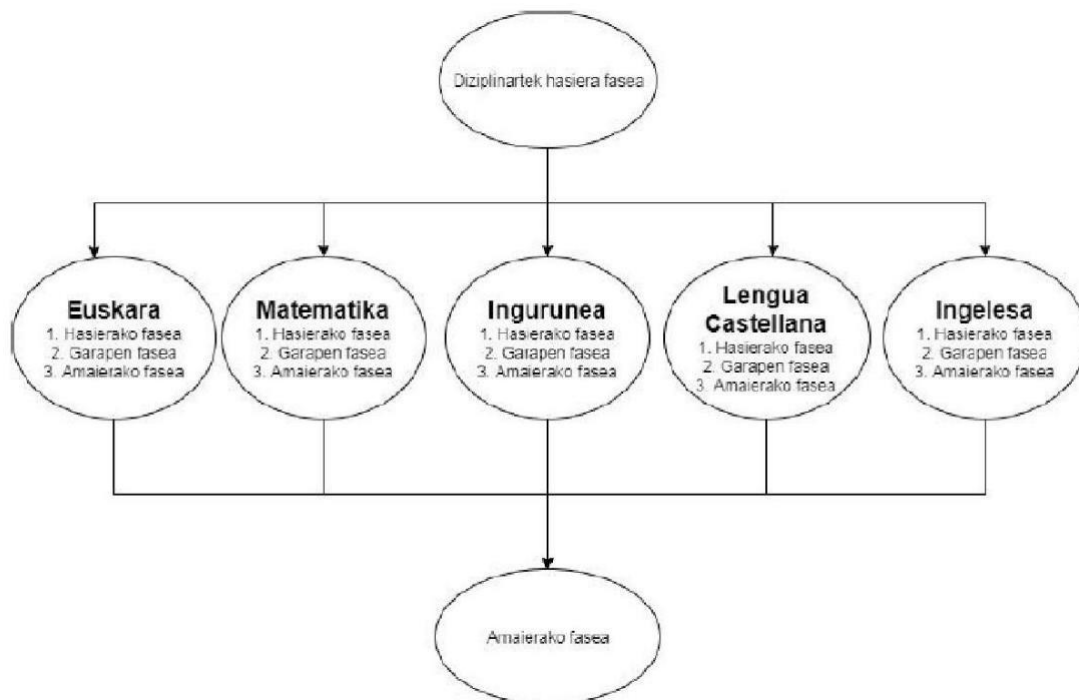 Diziplinartek hasiera fasea
Euskara
1. Hasierako fasea
2. Garapen fasea
3. Amaierako fasea
Matematika
1. Hasierako fasea
2. Garapen fasea
3. Amaierako fasea
Ingurunea
1. Hasierako fasea
2. Garapen fasea
3. Amaierako fasea
Lengua
Castellana
1. Hasierako fasea
2. Garapen fasea
3. Amaierako fasea
Ingelesa
1. Hasierako fasea
2. Garapen fasea
3. Amaierako fasea
Amaierako fasea